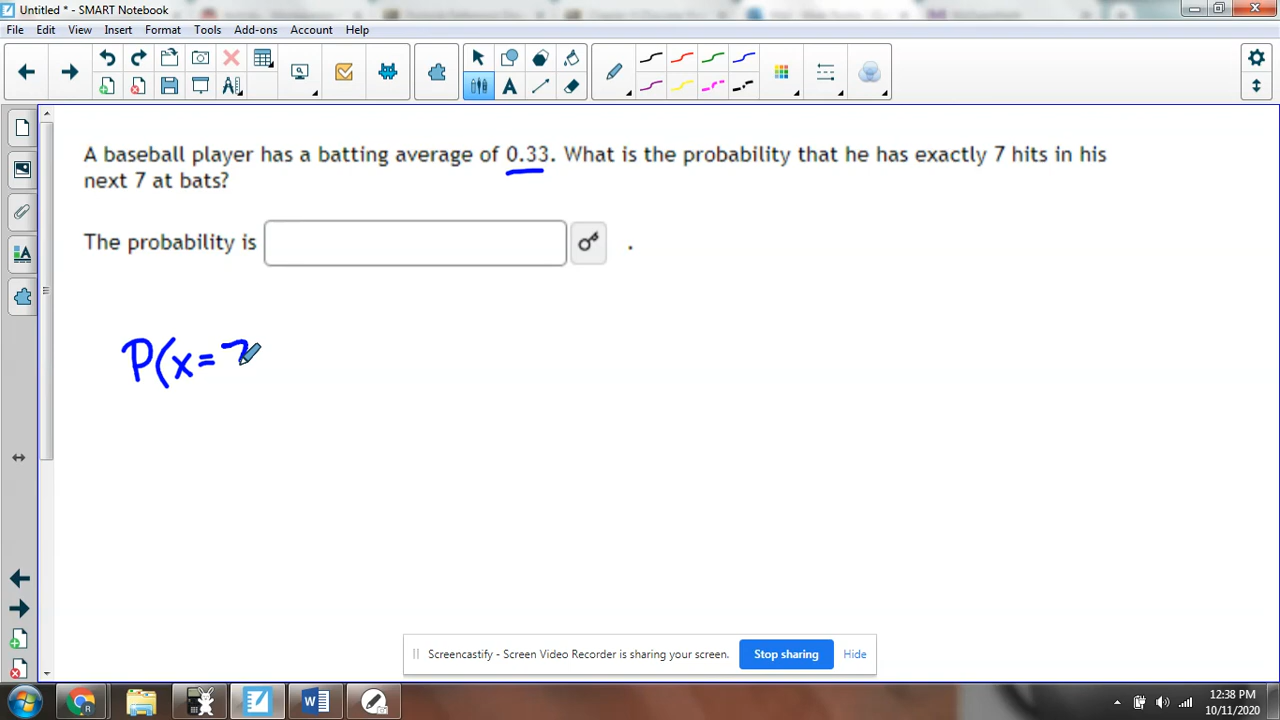 Untitled * - SMART Notebook
File Edit View Insert Format Tools Add-ons Account Help
A baseball player has a batting average of 0.33. What is the probability that he has exactly 7 hits in his
next 7 at bats?
The probability is
.
P(x=7
Screencastify - Screen Video Recorder is sharing your screen. Stop sharing Hide
12:38 PM
10/11/2020